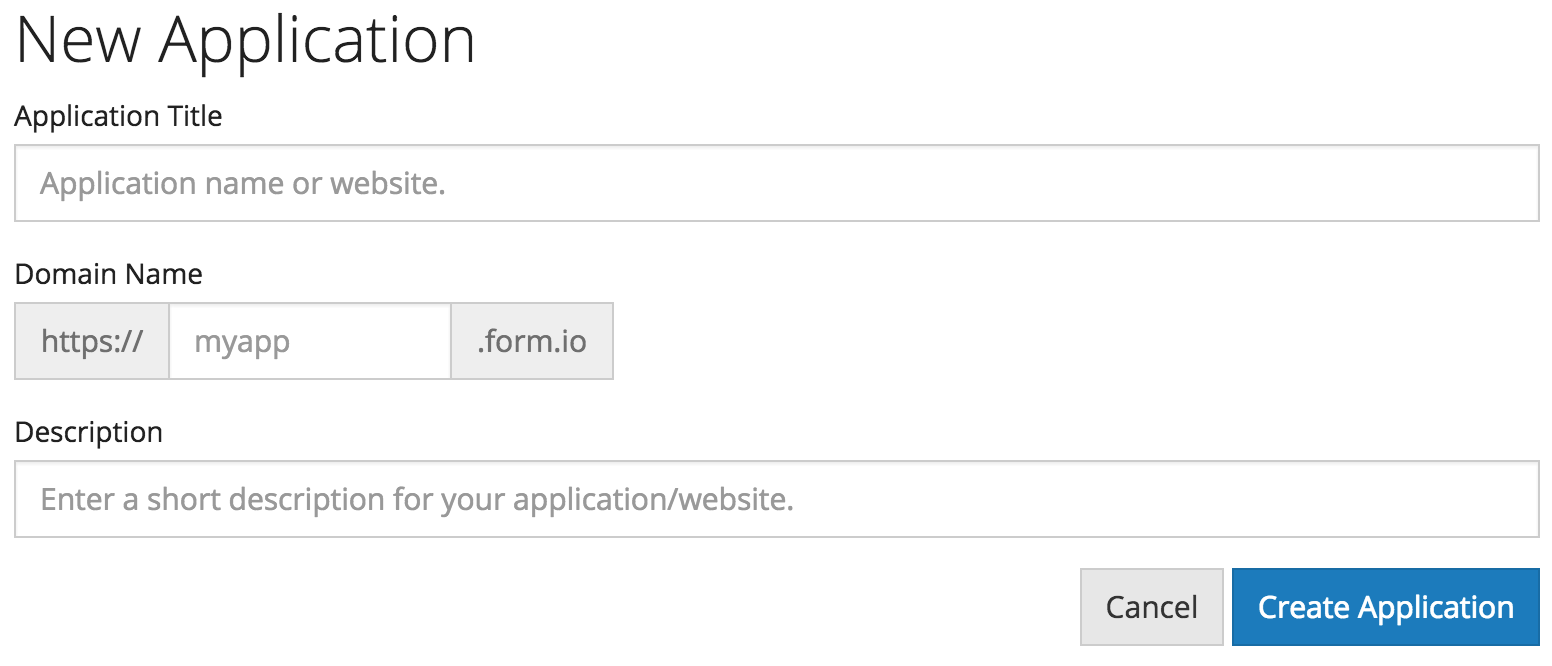 New Application
Application Title
Application name or website.
Domain Name
https:// myapp .form.io
Description
Enter a short description for your application/website.
Cancel Create Application